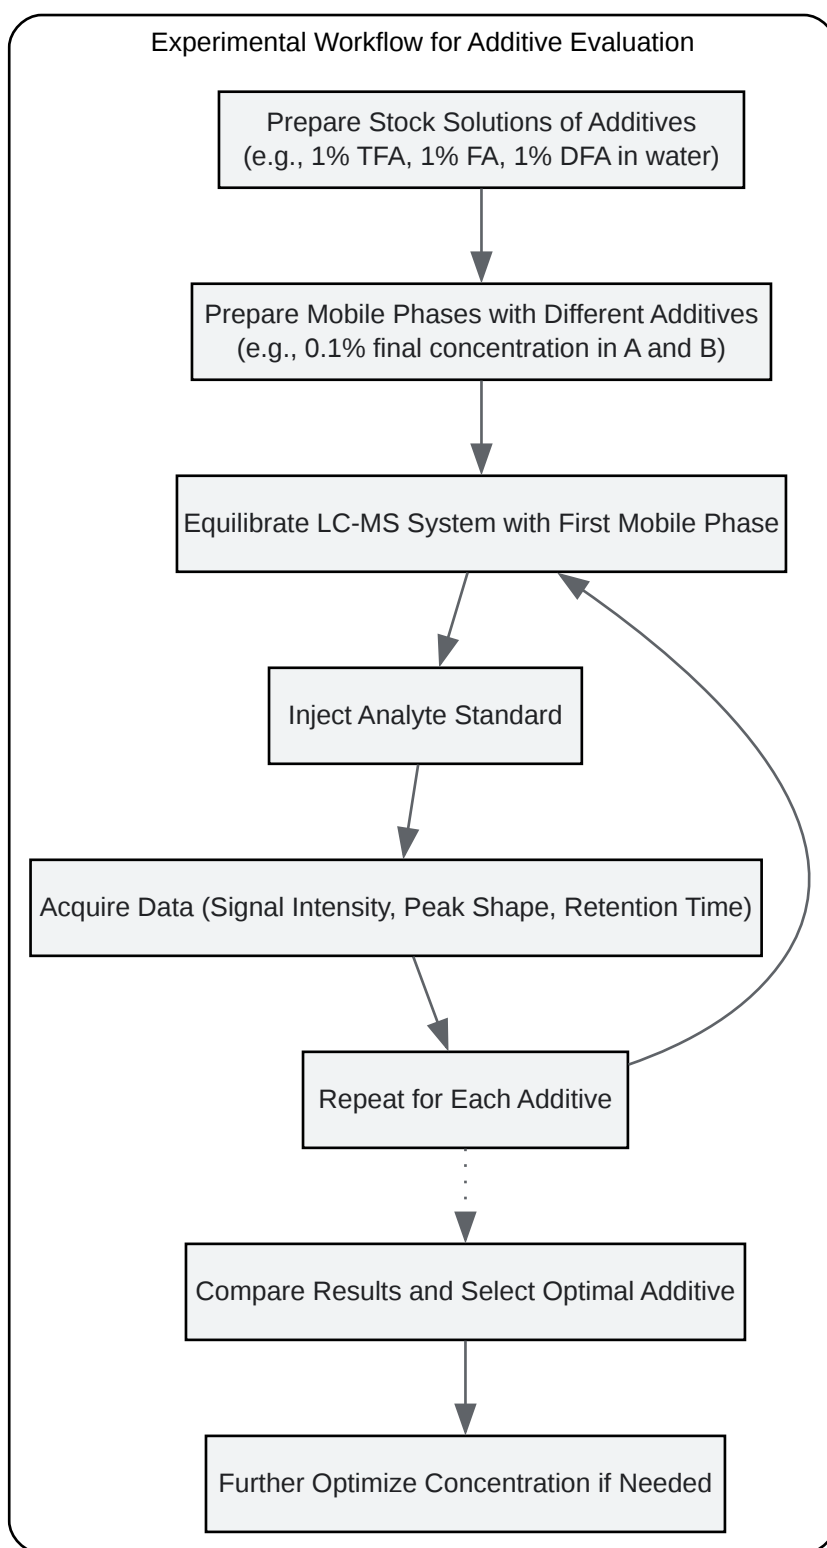 Experimental Workflow for Additive Evaluation
Prepare Stock Solutions of Additives
(e.g., 1% TFA, 1% FA, 1% DFA in water)
Prepare Mobile Phases with Different Additives
(e.g., 0.1% final concentration in A and B)
Equilibrate LC-MS System with First Mobile Phase
Inject Analyte Standard
Acquire Data (Signal Intensity, Peak Shape, Retention Time)
Repeat for Each Additive
Compare Results and Select Optimal Additive
Further Optimize Concentration if Needed